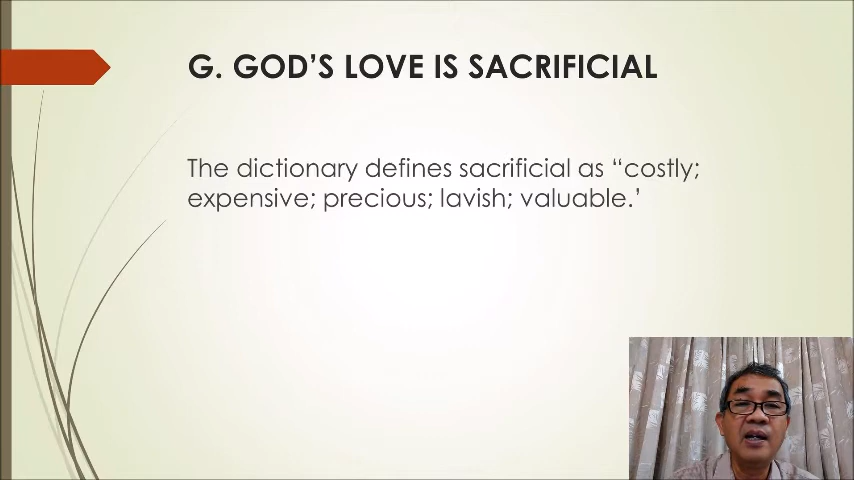 G. GOD’S LOVE IS SACRIFICIAL
The dictionary defines sacrificial as “costly;
expensive; precious; lavish; valuable.’